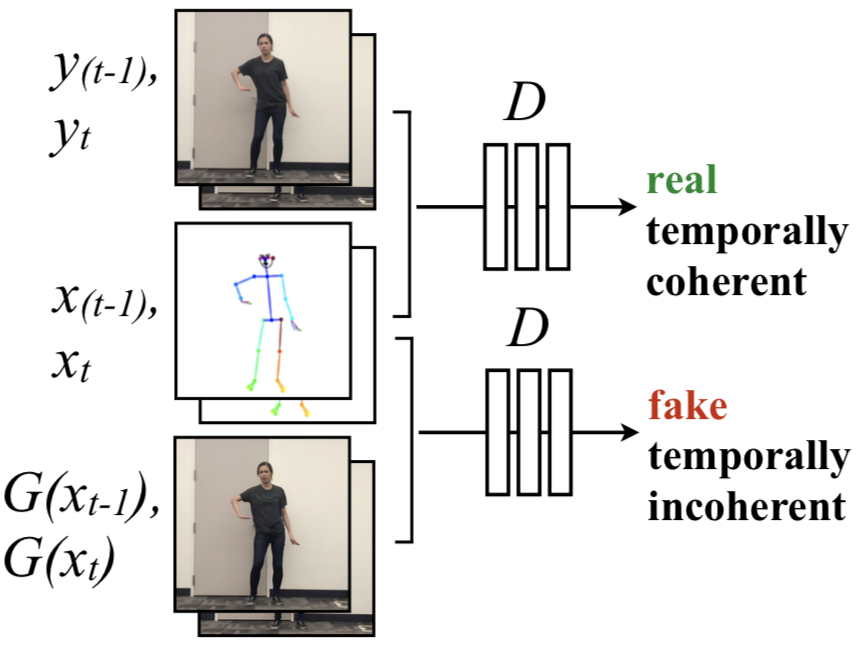 y(t-1),
yt
x(t-1),
xt
G(xt-1),
G(xt)
D
real
temporally
coherent
D
fake
temporally
incoherent